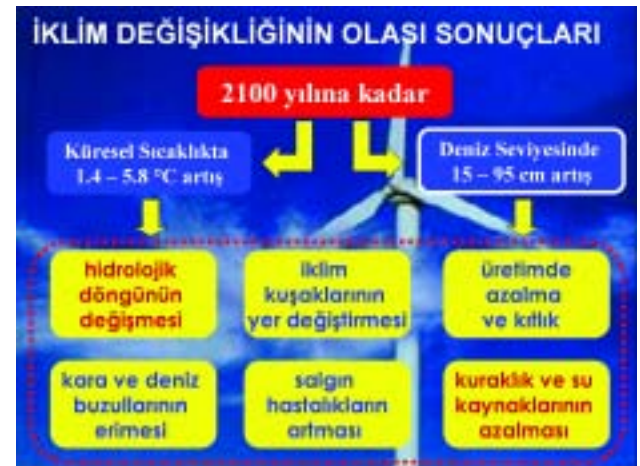 İKLİM DEĞİŞİKLİĞİNİN OLASI SONUÇLARI
2100 yılına kadar
Küresel Sıcaklıkta
1.4 – 5.8 °C artış
Deniz Seviyesinde
15 – 95 cm artış
hidrolojik
döngünün
değişmesi
iklim
kuşaklarının
yer değiştirmesi
üretimde
azalma
ve kıtlık
kara ve deniz
buzullarının
erimesi
salgın
hastalıkların
artması
kuraklık ve su
kaynaklarının
azalması